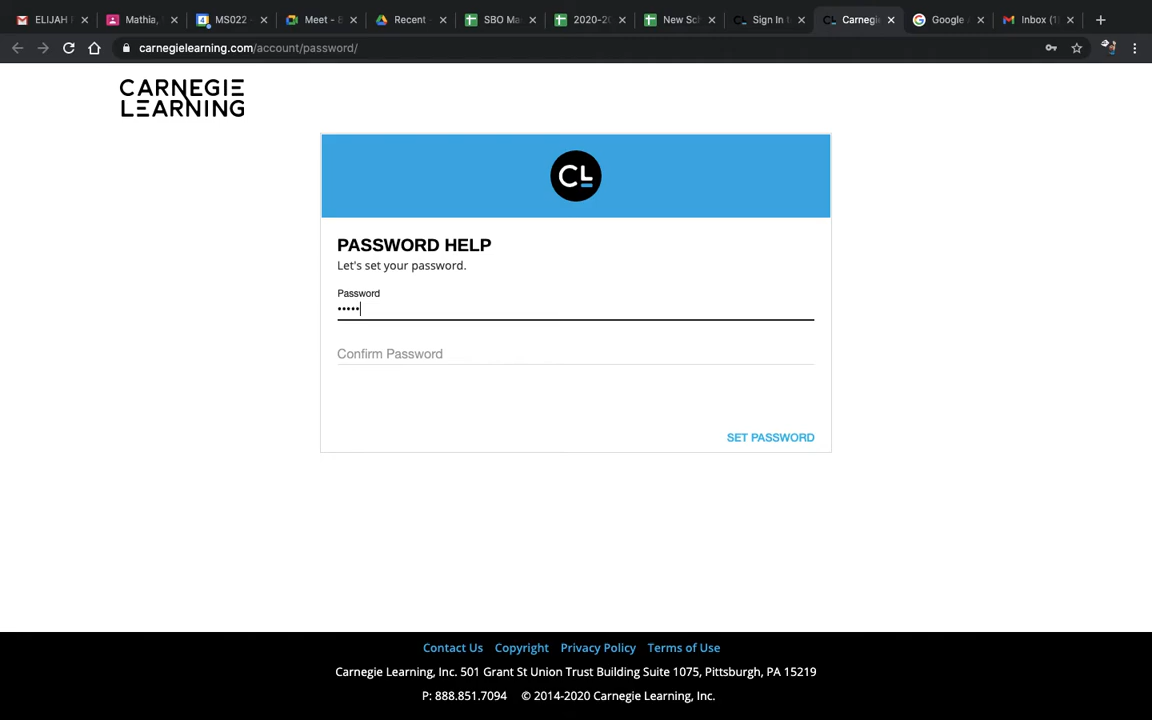 ELIJAH F
Mathia,
MS022 -
Meet - E
Recent -
SBO Ma
2020-20
New Sch
Sign In t
Carnegie
Google A
Inbox (1)
carnegielearning.com/account/password/
CARNEGIE
LEARNING
CL
PASSWORD HELP
Let's set your password.
Password
•••••
Confirm Password
SET PASSWORD
Contact Us Copyright Privacy Policy Terms of Use
Carnegie Learning, Inc. 501 Grant St Union Trust Building Suite 1075, Pittsburgh, PA 15219
P: 888.851.7094 © 2014-2020 Carnegie Learning, Inc.